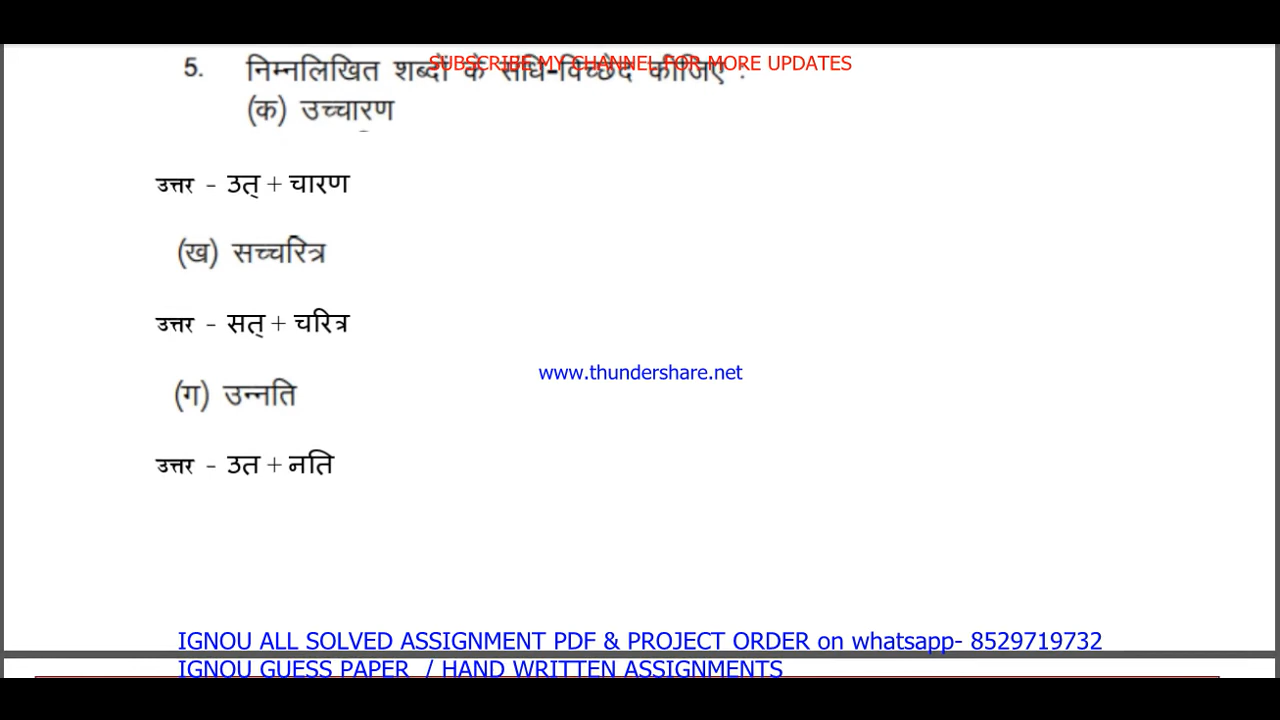 SUBSCRIBE MY CHANNEL FOR MORE UPDATES
5. निम्नलिखित शब्दों के संधि-विच्छेद कीजिए :
(क) उच्चारण
उत्तर - उत् + चारण
(ख) सच्चरित्र
उत्तर - सत् + चरित्र
www.thundershare.net
(ग) उन्नति
उत्तर - उत + नति
IGNOU ALL SOLVED ASSIGNMENT PDF & PROJECT ORDER on whatsapp- 8529719732
IGNOU GUESS PAPER / HAND WRITTEN ASSIGNMENTS